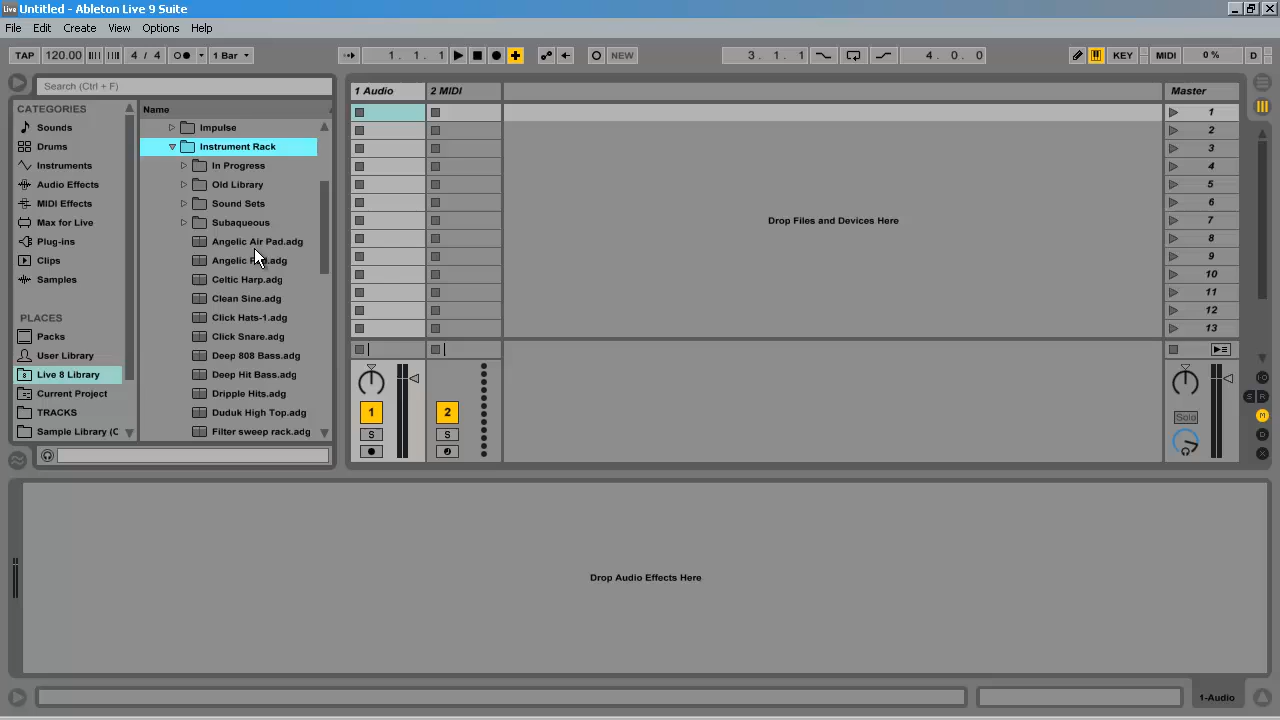 Live Untitled - Ableton Live 9 Suite
File Edit Create View Options Help
TAP 120.00 4 / 4 1 Bar 1. 1. 1 NEW 3. 1. 1 4. 0. 0 KEY MIDI 0 % D
Search (Ctrl + F)
CATEGORIES
Sounds
Drums
Instruments
Audio Effects
MIDI Effects
Max for Live
Plug-ins
Clips
Samples
PLACES
Packs
User Library
Live 8 Library
Current Project
TRACKS
Sample Library (C
Name
Impulse
Instrument Rack
In Progress
Old Library
Sound Sets
Subaqueous
Angelic Air Pad.adg
Angelic .adg
Celtic Harp.adg
Clean Sine.adg
Click Hats-1.adg
Click Snare.adg
Deep 808 Bass.adg
Deep Hit Bass.adg
Dripple Hits.adg
Duduk High Top.adg
Filter sweep rack.adg
1 Audio 2 MIDI Master
1
2
3
4
5
6
7
8
9
10
11
12
13
Drop Files and Devices Here
1 2 Solo
S S
S R
M
D
X
Drop Audio Effects Here
1-Audio